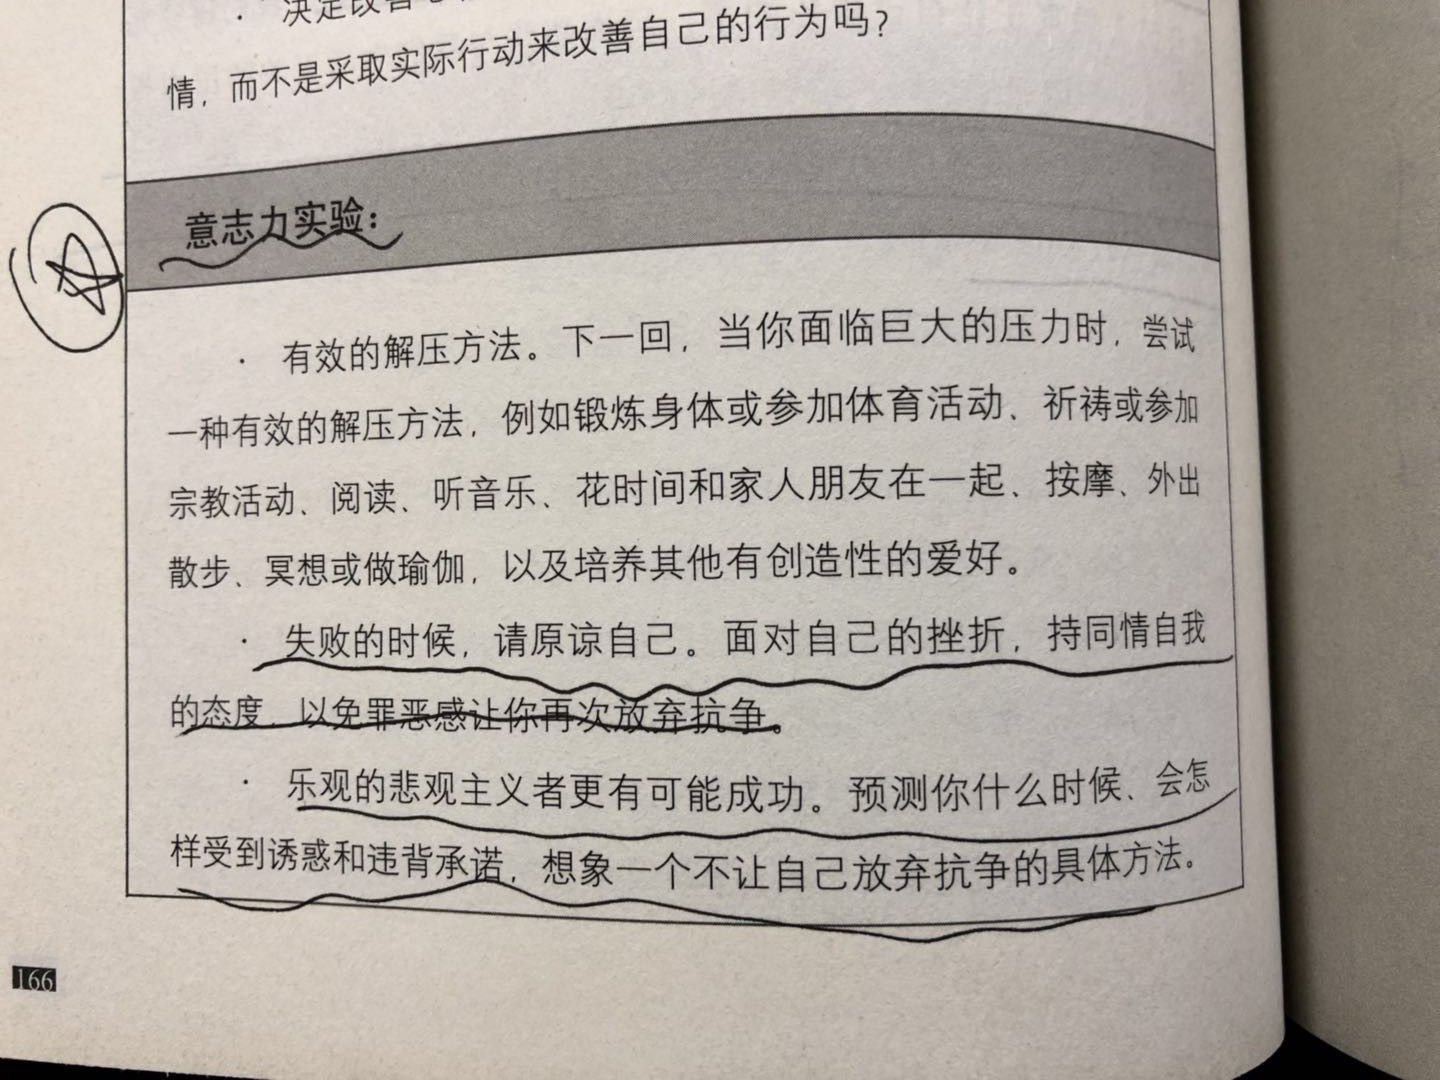 · 决定改善
情，而不是采取实际行动来改善自己的行为吗？
意志力实验：
· 有效的解压方法。下一回，当你面临巨大的压力时，尝试
一种有效的解压方法，例如锻炼身体或参加体育活动、祈祷或参加
宗教活动、阅读、听音乐、花时间和家人朋友在一起、按摩、外出
散步、冥想或做瑜伽，以及培养其他有创造性的爱好。
· 失败的时候，请原谅自己。面对自己的挫折，持同情自我
的态度，以免罪恶感让你再次放弃抗争。
· 乐观的悲观主义者更有可能成功。预测你什么时候、会怎
样受到诱惑和违背承诺，想象一个不让自己放弃抗争的具体方法。
166